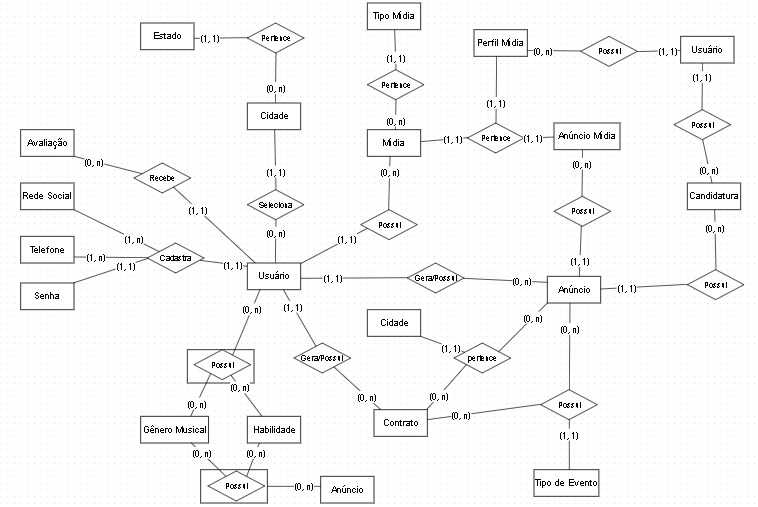 Tipo Mídia
Estado
(1, 1)
Pertence
Perfil Mídia
(0, n)
Possui
(1, 1)
Usuário
(1, 1)
(1, 1)
Pertence
(0, n)
(1, 1)
Cidade
(0, n)
Possui
Avaliação
Mídia
(1, 1)
Pertence
(1, 1)
Anúncio Mídia
(0, n)
(1, 1)
(0, n)
(0, n)
(0, n)
Recebe
Rede Social
Seleciona
Candidatura
(1, 1)
Possui
Possui
(0, n)
(0, n)
(1, n)
(1, 1)
Telefone
(1, n)
Cadastra
(1, 1)
(1, 1)
(1, 1)
Usuário
(1, 1)
Gera/Possui
(0, n)
Anúncio
(1, 1)
Possui
Senha
(0, n)
(1, 1)
Cidade
(0, n)
(0, n)
(1, 1)
Possui
Gera/Possui
pertence
(0, n)
(0, n)
(0, n)
(0, n)
Possui
(0, n)
Gênero Musical
Habilidade
Contrato
(1, 1)
(0, n)
(0, n)
Possui
(0, n)
Anúncio
Tipo de Evento